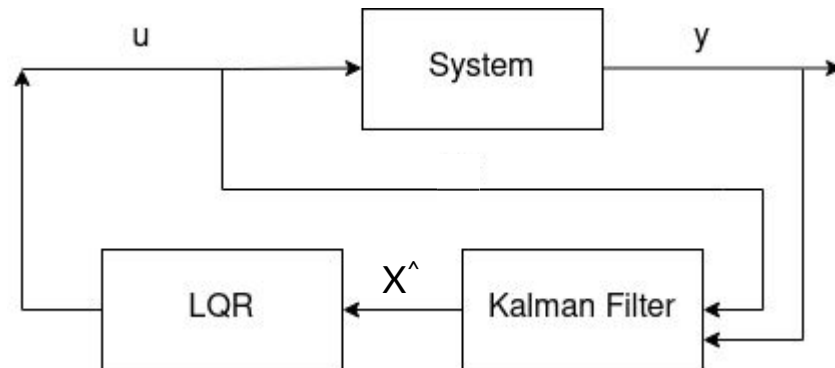 u
System
y
LQR
X^
Kalman Filter